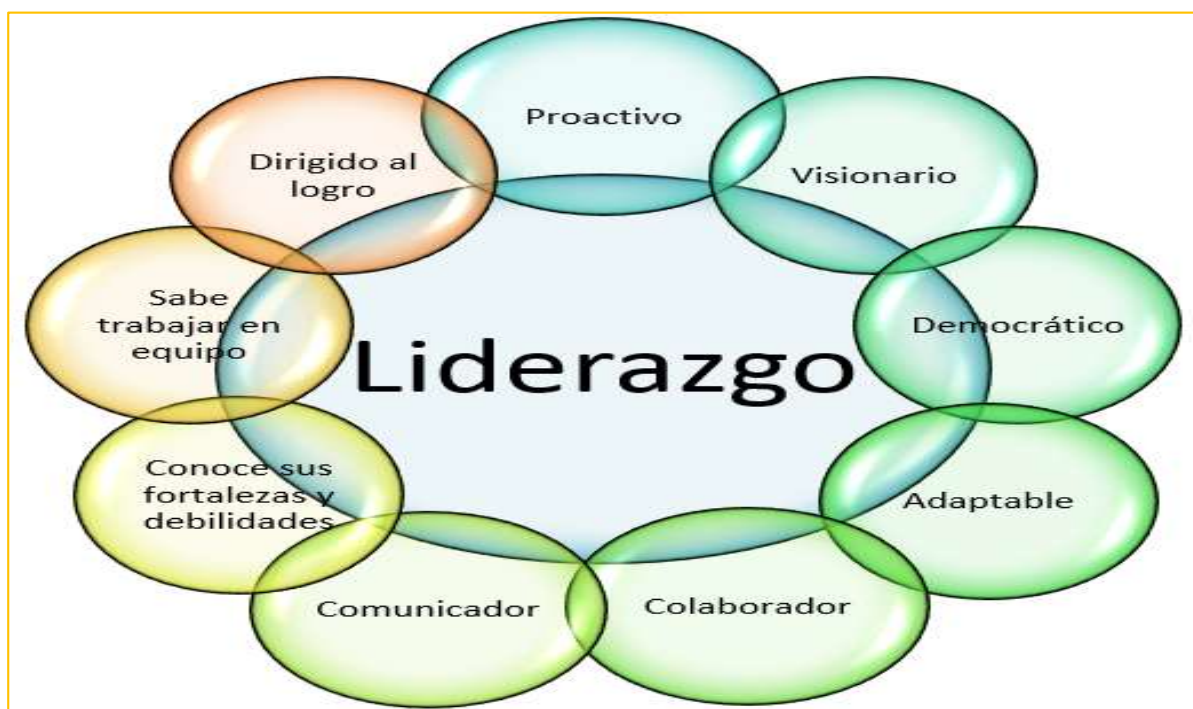 Proactivo
Visionario
Democrático
Adaptable
Colaborador
Comunicador
Conoce sus
fortalezas y
debilidades
Sabe
trabajar en
equipo
Dirigido al
logro
Liderazgo